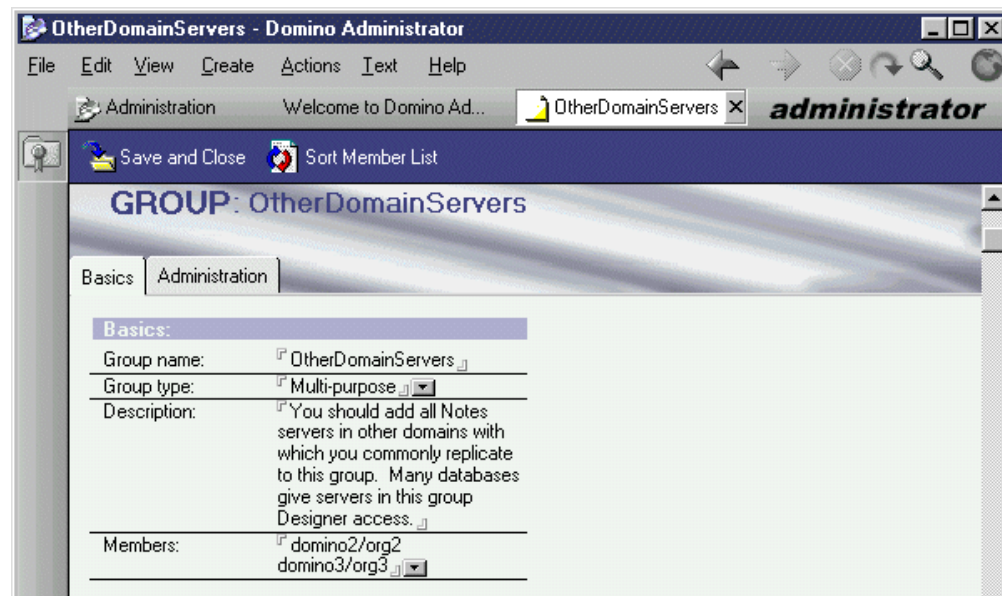 OtherDomainServers - Domino Administrator
File Edit View Create Actions Text Help
Administration Welcome to Domino Ad... OtherDomainServers administrator
Save and Close Sort Member List
GROUP: OtherDomainServers
Basics Administration
Basics:
Group name: OtherDomainServers
Group type: Multi-purpose
Description: You should add all Notes
servers in other domains with
which you commonly replicate
to this group. Many databases
give servers in this group
Designer access.
Members: domino2/org2
domino3/org3